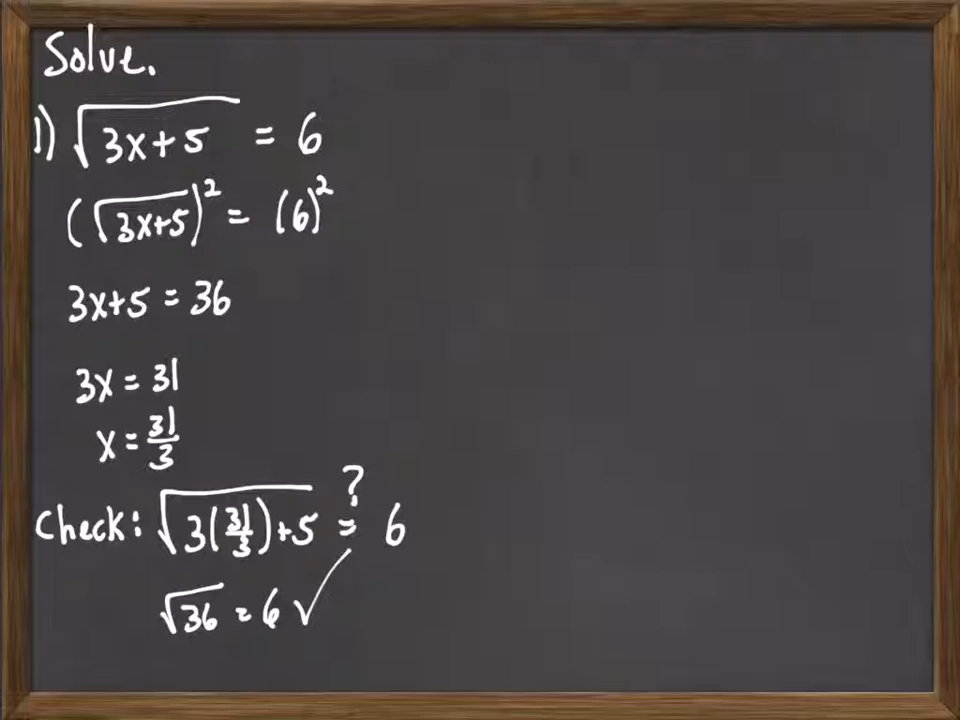 Solve.
1) √3x+5 = 6
(√3x+5)² = (6)²
3x+5 = 36
3x = 31
x = 31/3
Check: √3(31/3)+5 ≟ 6
√36 = 6 ✓